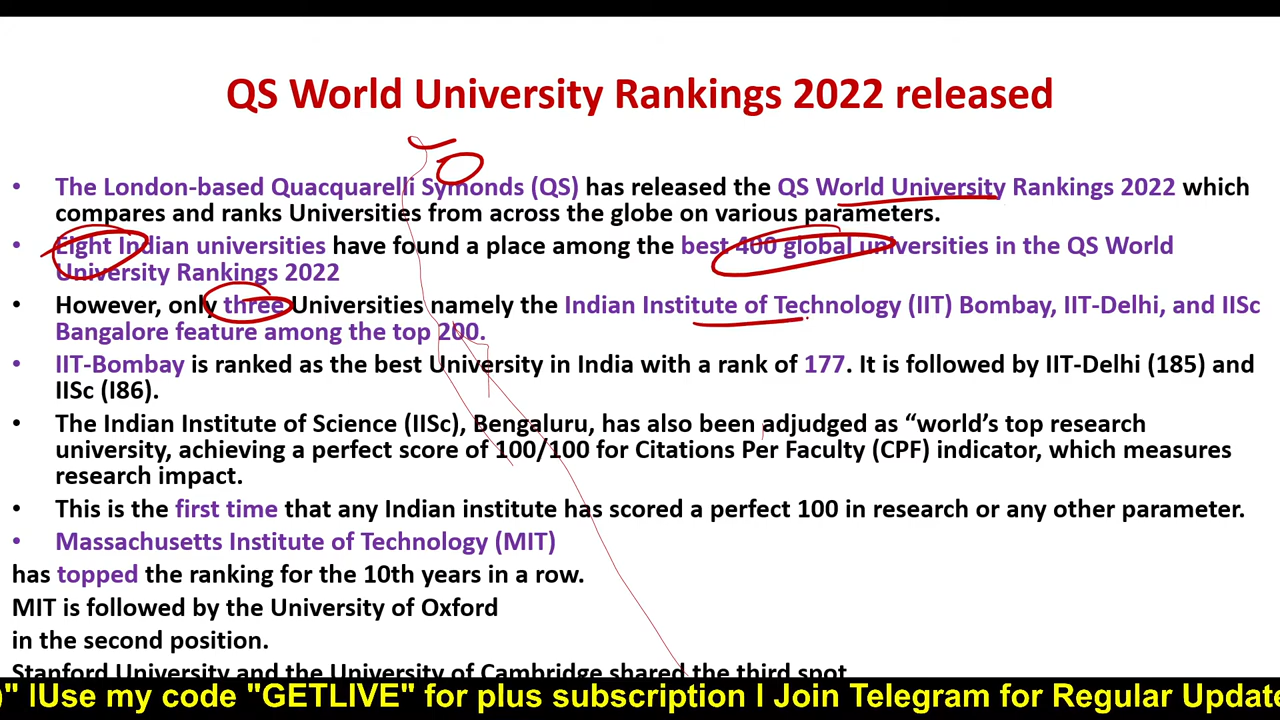 QS World University Rankings 2022 released
• The London-based Quacquarelli Symonds (QS) has released the QS World University Rankings 2022 which
compares and ranks Universities from across the globe on various parameters.
• Eight Indian universities have found a place among the best 400 global universities in the QS World
University Rankings 2022
• However, only three Universities namely the Indian Institute of Technology (IIT) Bombay, IIT-Delhi, and IISc
Bangalore feature among the top 200.
• IIT-Bombay is ranked as the best University in India with a rank of 177. It is followed by IIT-Delhi (185) and
IISc (I86).
• The Indian Institute of Science (IISc), Bengaluru, has also been adjudged as “world’s top research
university, achieving a perfect score of 100/100 for Citations Per Faculty (CPF) indicator, which measures
research impact.
• This is the first time that any Indian institute has scored a perfect 100 in research or any other parameter.
• Massachusetts Institute of Technology (MIT)
has topped the ranking for the 10th years in a row.
MIT is followed by the University of Oxford
in the second position.
Stanford University and the University of Cambridge shared the third spot
)" lUse my code "GETLIVE" for plus subscription l Join Telegram for Regular Update